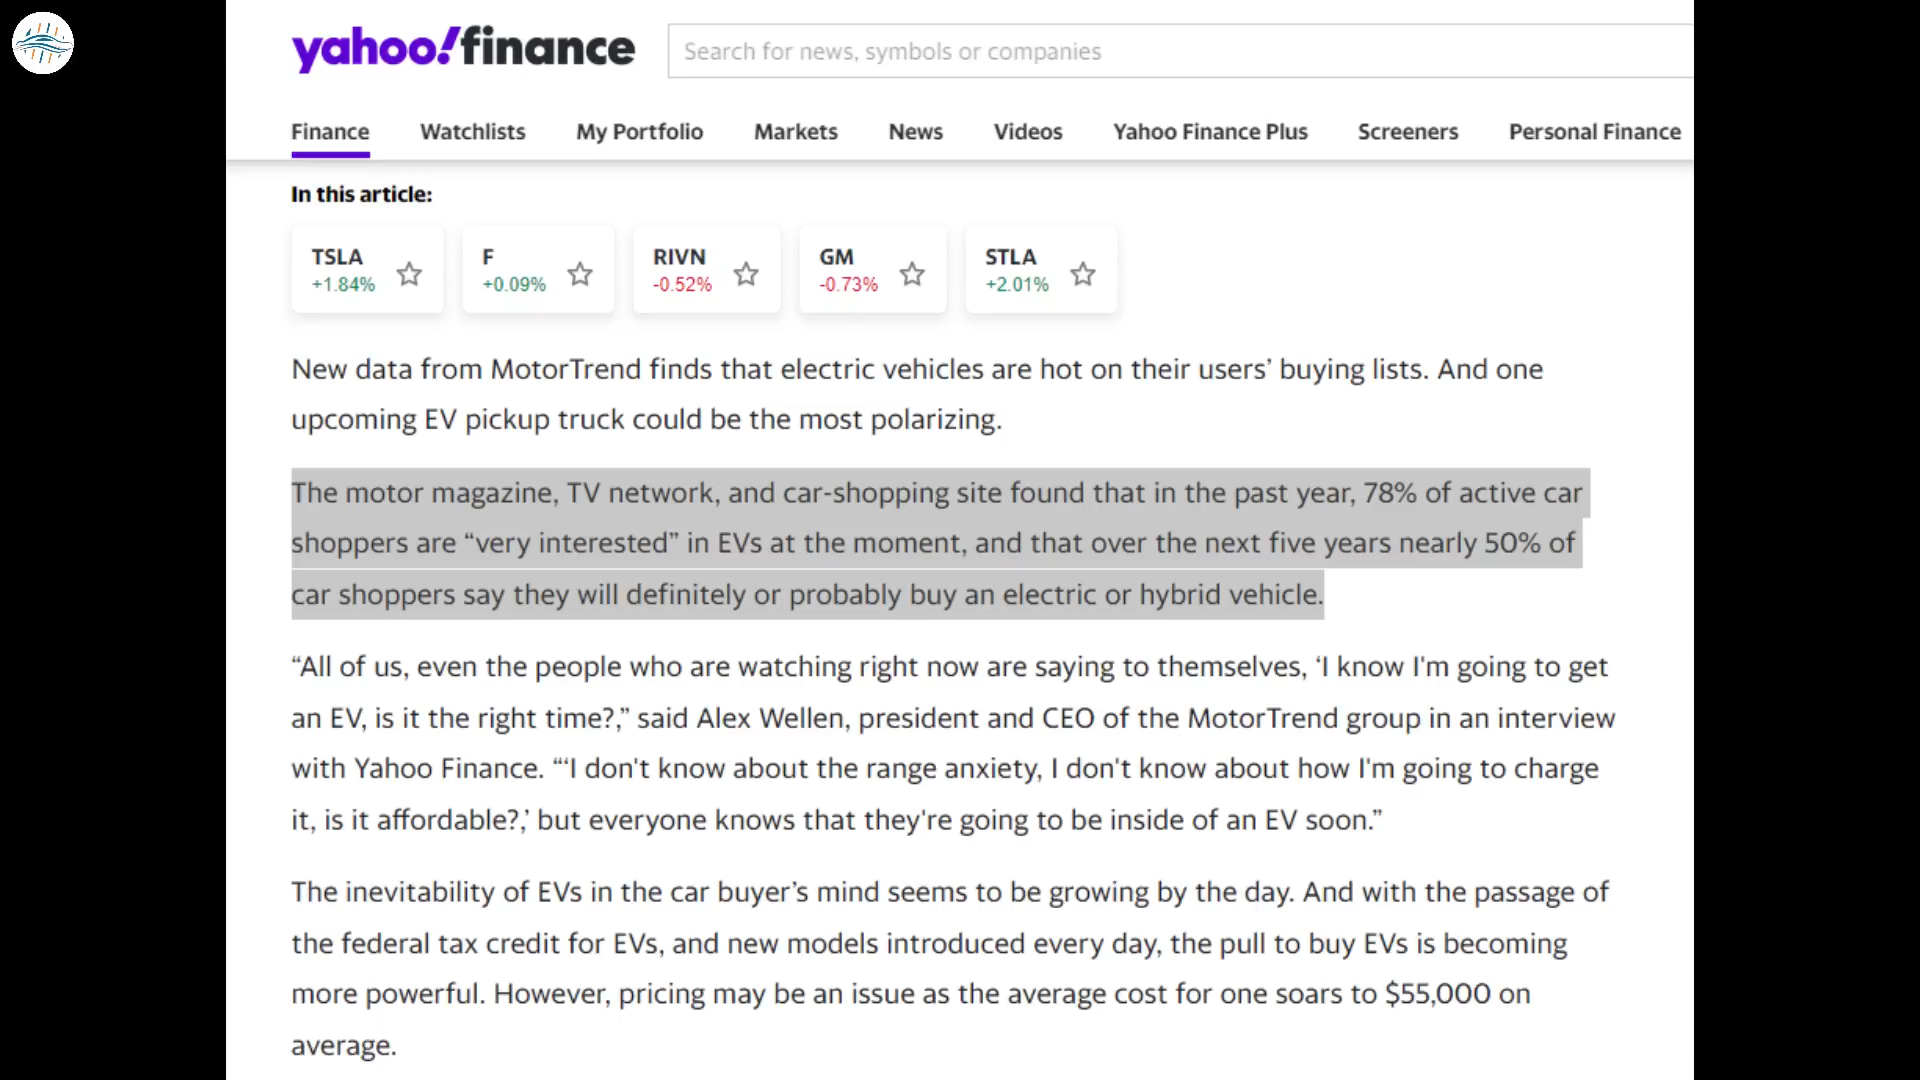 yahoo!finance
Search for news, symbols or companies
Finance Watchlists My Portfolio Markets News Videos Yahoo Finance Plus Screeners Personal Finance
In this article:
TSLA F RIVN GM STLA
+1.84% +0.09% -0.52% -0.73% +2.01%
New data from MotorTrend finds that electric vehicles are hot on their users’ buying lists. And one
upcoming EV pickup truck could be the most polarizing.
The motor magazine, TV network, and car-shopping site found that in the past year, 78% of active car
shoppers are “very interested” in EVs at the moment, and that over the next five years nearly 50% of
car shoppers say they will definitely or probably buy an electric or hybrid vehicle.
“All of us, even the people who are watching right now are saying to themselves, ‘I know I'm going to get
an EV, is it the right time?,” said Alex Wellen, president and CEO of the MotorTrend group in an interview
with Yahoo Finance. “‘I don't know about the range anxiety, I don't know about how I'm going to charge
it, is it affordable?,’ but everyone knows that they're going to be inside of an EV soon.”
The inevitability of EVs in the car buyer’s mind seems to be growing by the day. And with the passage of
the federal tax credit for EVs, and new models introduced every day, the pull to buy EVs is becoming
more powerful. However, pricing may be an issue as the average cost for one soars to $55,000 on
average.